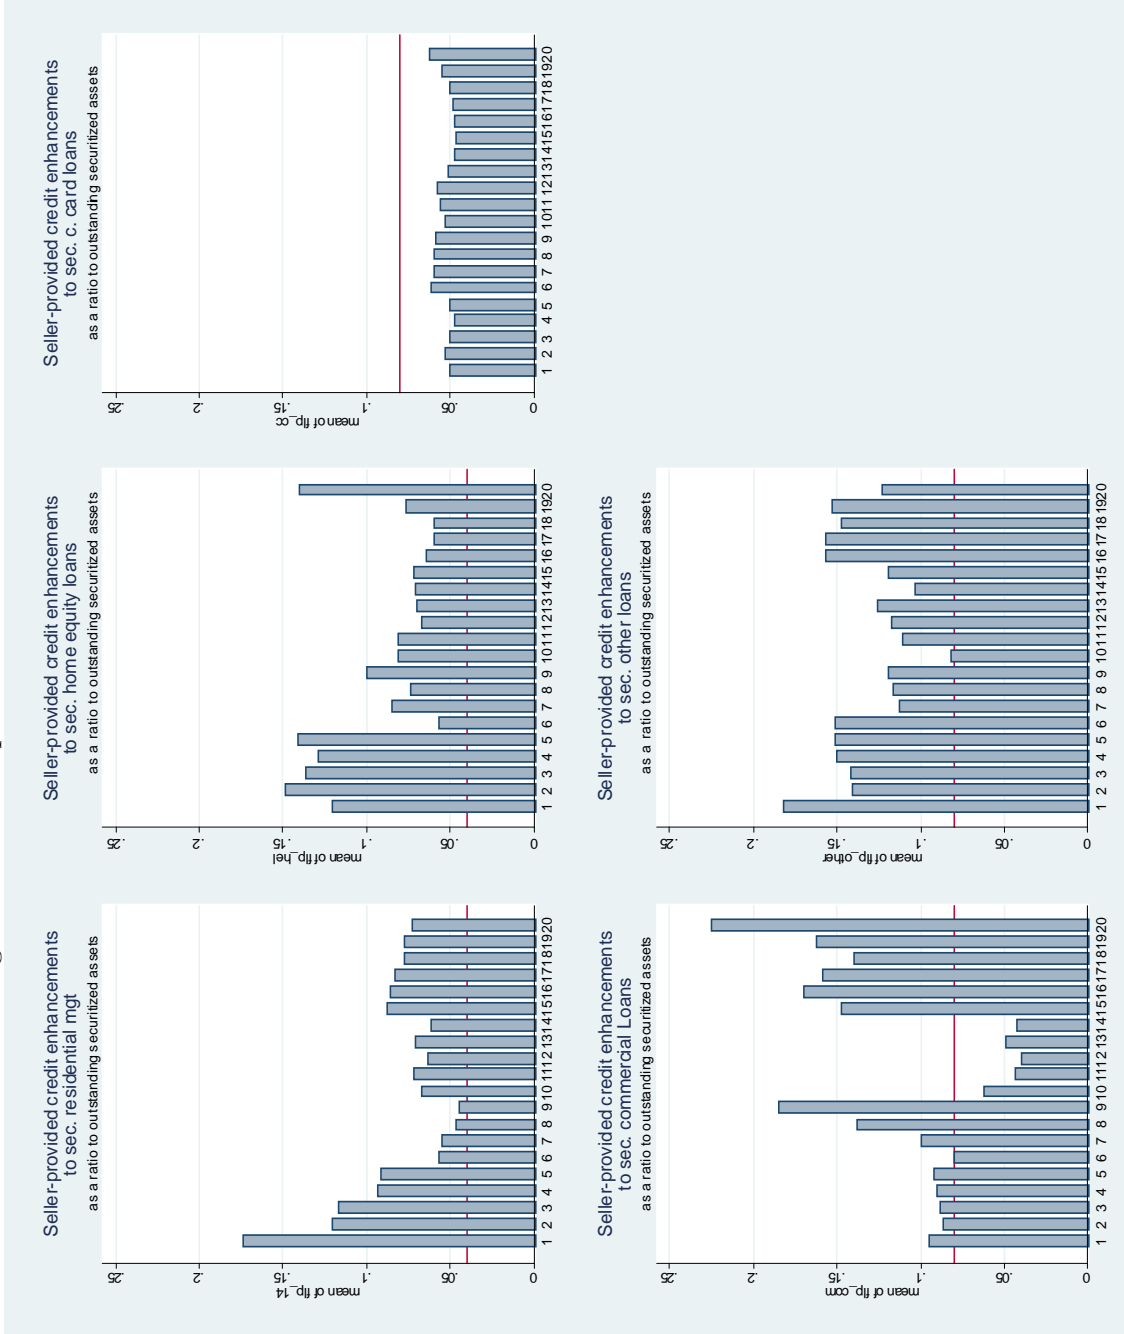 Seller-provided credit enhancements
to sec. residential mgt
as a ratio to outstanding securitized assets
mean of flp_14
.25
.2
.15
.1
.05
0
1 2 3 4 5 6 7 8 9 10 11 12 13 14 15 16 17 18 19 20
Seller-provided credit enhancements
to sec. home equity loans
as a ratio to outstanding securitized assets
mean of flp_hel
.25
.2
.15
.1
.05
0
1 2 3 4 5 6 7 8 9 10 11 12 13 14 15 16 17 18 19 20
Seller-provided credit enhancements
to sec. c. card loans
as a ratio to outstanding securitized assets
mean of flp_cc
.25
.2
.15
.1
.05
0
1 2 3 4 5 6 7 8 9 10 11 12 13 14 15 16 17 18 19 20
Seller-provided credit enhancements
to sec. commercial Loans
as a ratio to outstanding securitized assets
mean of flp_com
.25
.2
.15
.1
.05
0
1 2 3 4 5 6 7 8 9 10 11 12 13 14 15 16 17 18 19 20
Seller-provided credit enhancements
to sec. other loans
as a ratio to outstanding securitized assets
mean of flp_other
.25
.2
.15
.1
.05
0
1 2 3 4 5 6 7 8 9 10 11 12 13 14 15 16 17 18 19 20